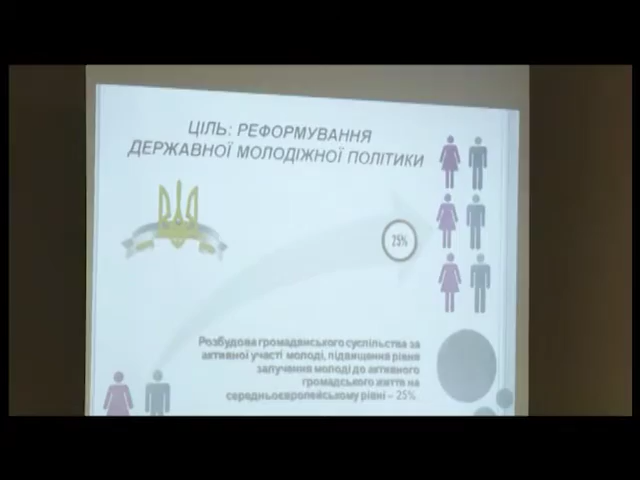 ЦІЛЬ: РЕФОРМУВАННЯ
ДЕРЖАВНОЇ МОЛОДІЖНОЇ ПОЛІТИКИ
25%
Розбудова громадянського суспільства за
активної участі молоді, підвищення рівня
залучення молоді до активного
громадського життя на
середньоєвропейському рівні – 25%